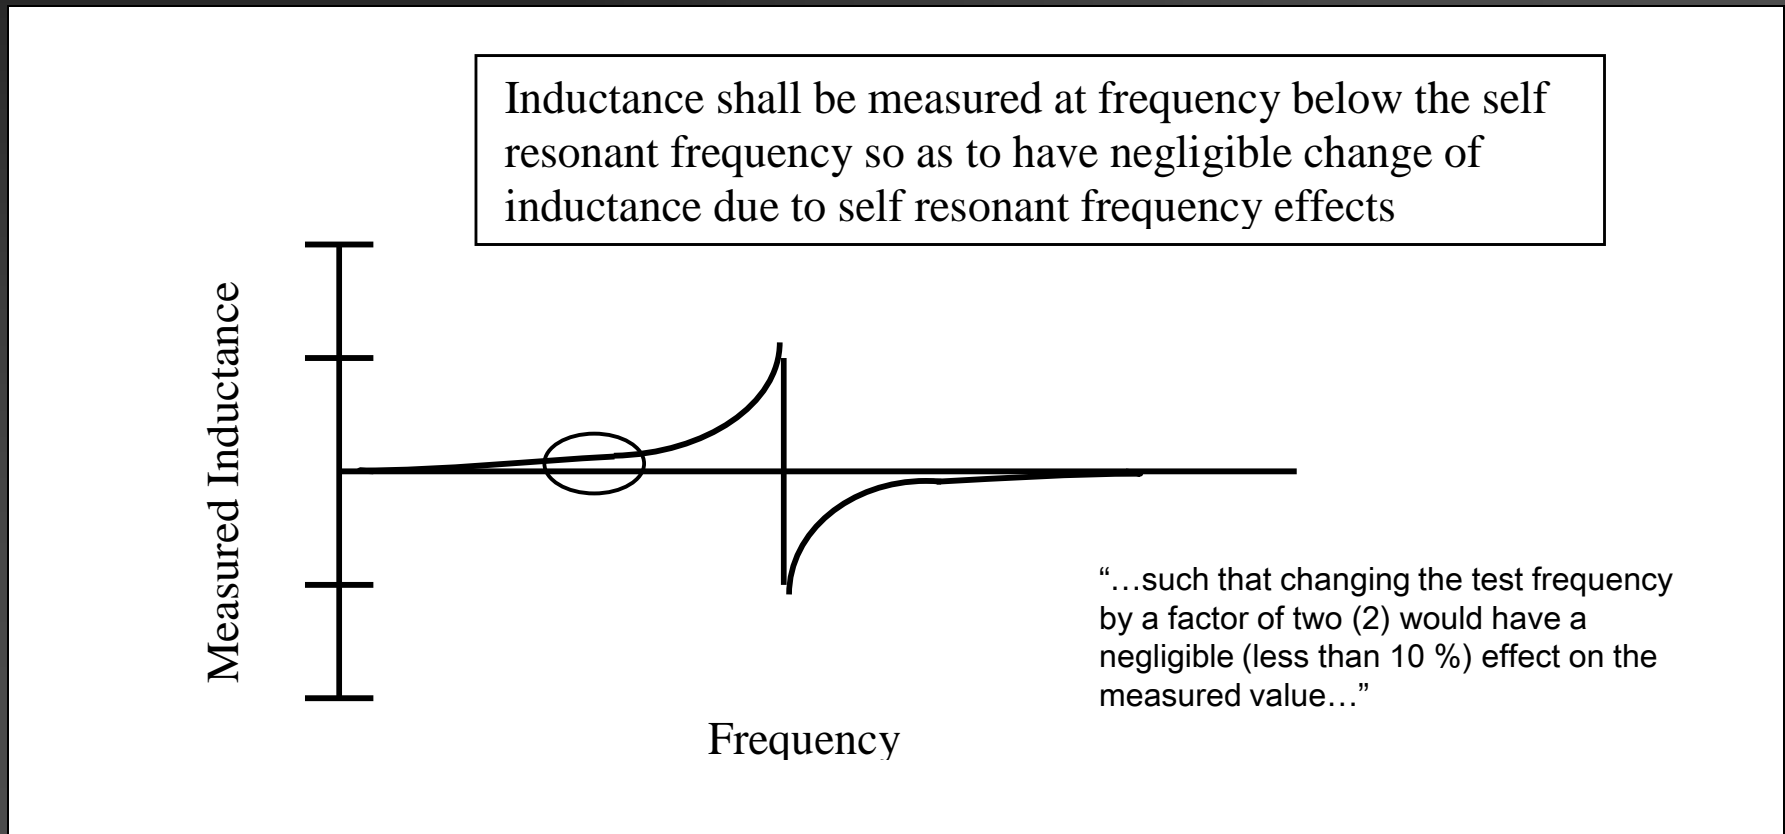 Inductance shall be measured at frequency below the self
resonant frequency so as to have negligible change of
inductance due to self resonant frequency effects
Measured Inductance
“…such that changing the test frequency
by a factor of two (2) would have a
negligible (less than 10 %) effect on the
measured value…”
Frequency